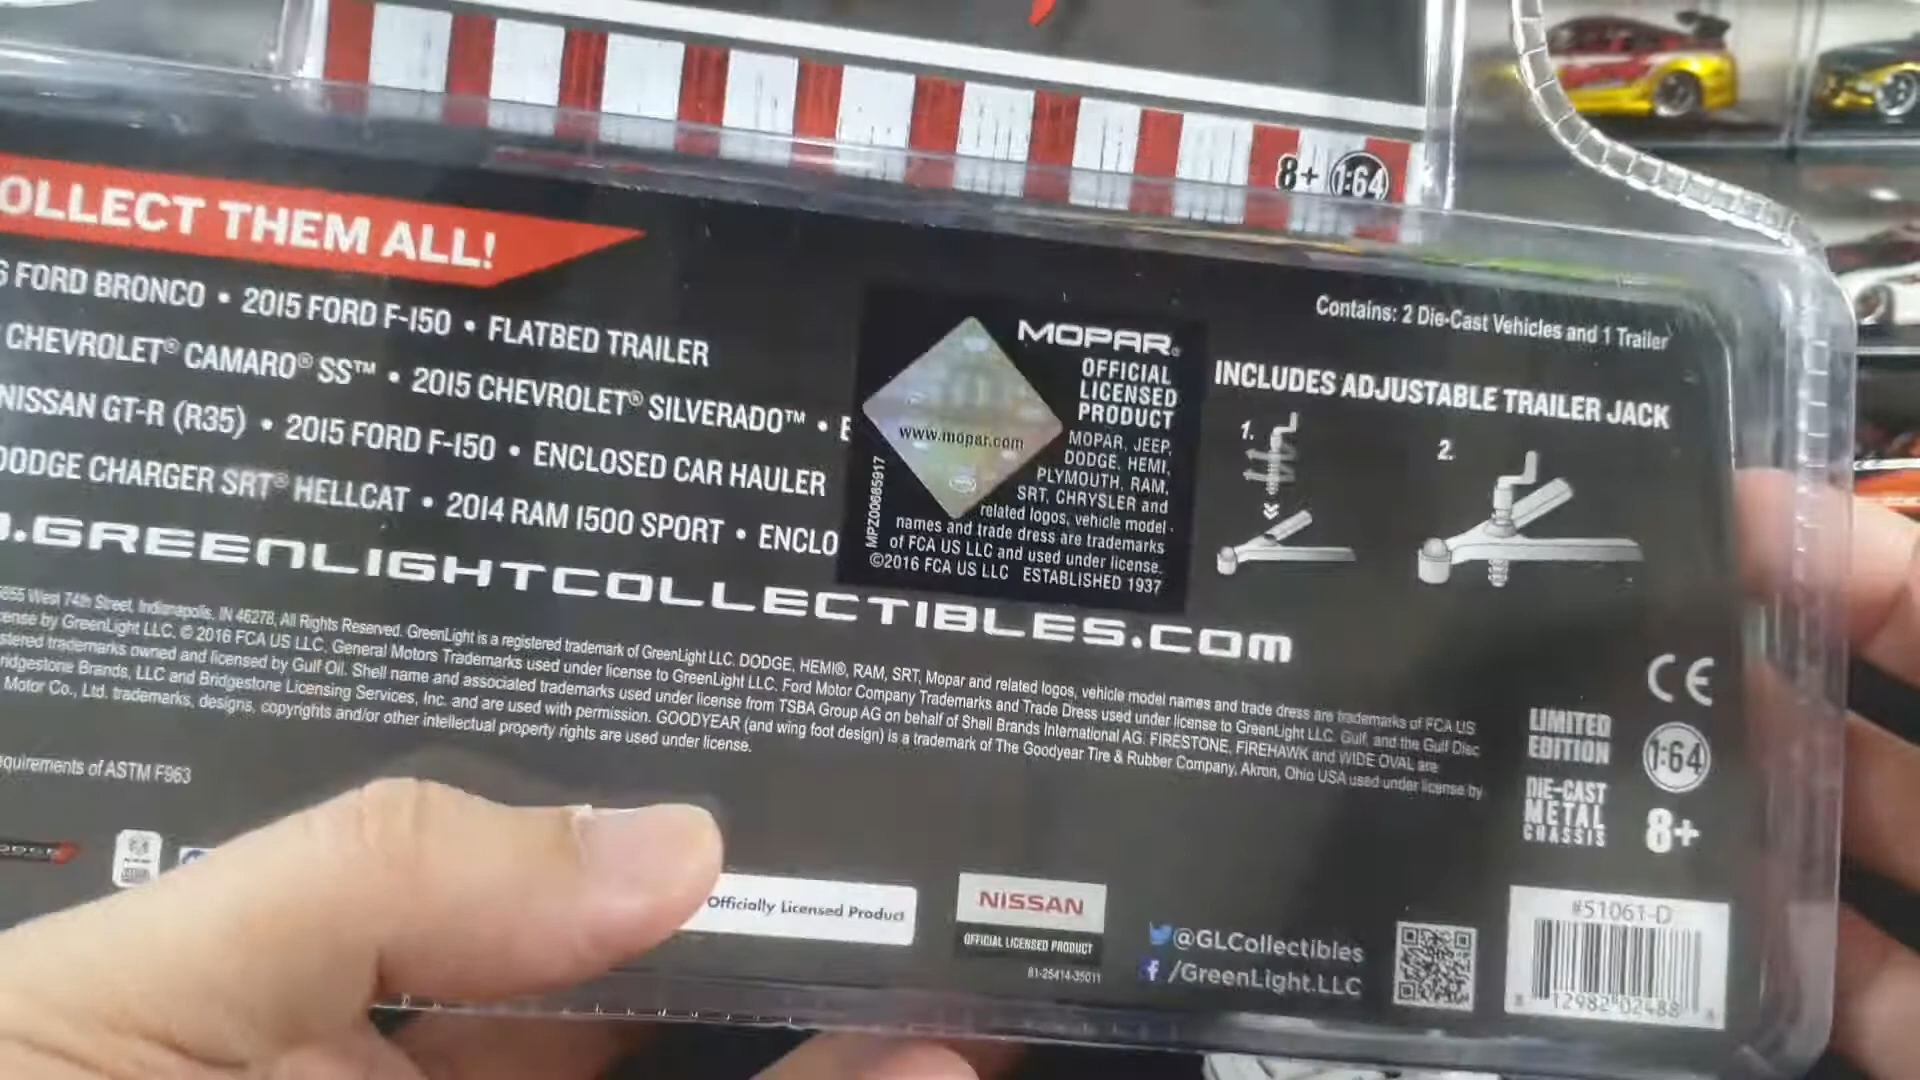 8+ 1:64
OLLECT THEM ALL!
6 FORD BRONCO • 2015 FORD F-150 • FLATBED TRAILER
CHEVROLET® CAMARO® SS™ • 2015 CHEVROLET® SILVERADO™ • E
NISSAN GT-R (R35) • 2015 FORD F-150 • ENCLOSED CAR HAULER
DODGE CHARGER SRT® HELLCAT • 2014 RAM 1500 SPORT • ENCLO
.GREENLIGHTCOLLECTIBLES.COM
www.mopar.com
MPZ00685917
MOPAR®
OFFICIAL
LICENSED
PRODUCT
MOPAR, JEEP,
DODGE, HEMI,
PLYMOUTH, RAM,
SRT, CHRYSLER and
related logos, vehicle model
names and trade dress are trademarks
of FCA US LLC and used under license.
©2016 FCA US LLC ESTABLISHED 1937
Contains: 2 Die-Cast Vehicles and 1 Trailer
INCLUDES ADJUSTABLE TRAILER JACK
1.
2.
855 West 74th Street, Indianapolis, IN 46278, All Rights Reserved. GreenLight is a registered trademark of GreenLight LLC. DODGE, HEMI®, RAM, SRT, Mopar and related logos, vehicle model names and trade dress are trademarks of FCA US
ense by GreenLight LLC. © 2016 FCA US LLC. General Motors Trademarks used under license to GreenLight LLC. Ford Motor Company Trademarks and Trade Dress used under license to GreenLight LLC. Gulf, and the Gulf Disc
stered trademarks owned and licensed by Gulf Oil. Shell name and associated trademarks used under license from TSBA Group AG on behalf of Shell Brands International AG. FIRESTONE, FIREHAWK and WIDE OVAL are
ridgestone Brands, LLC and Bridgestone Licensing Services, Inc. and are used with permission. GOODYEAR (and wing foot design) is a trademark of The Goodyear Tire & Rubber Company, Akron, Ohio USA used under license by
Motor Co., Ltd. trademarks, designs, copyrights and/or other intellectual property rights are used under license.
quirements of ASTM F963
CE
LIMITED
EDITION
1:64
DIE-CAST
METAL
CHASSIS
8+
Officially Licensed Product
NISSAN
OFFICIAL LICENSED PRODUCT
81-25414-35011
@GLCollectibles
/GreenLight.LLC
#51061-D
8 12982 02488